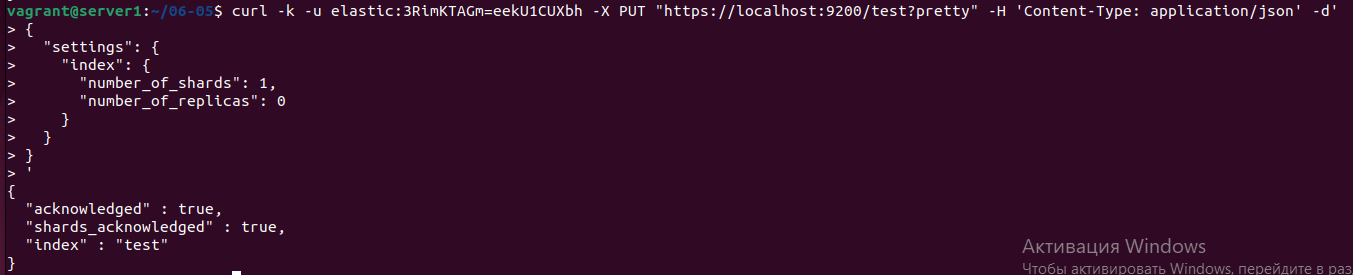 vagrant@server1:~/06-05$ curl -k -u elastic:3RimKTAGm=eekU1CUXbh -X PUT "https://localhost:9200/test?pretty" -H 'Content-Type: application/json' -d'
> {
>   "settings": {
>     "index": {
>       "number_of_shards": 1,
>       "number_of_replicas": 0
>     }
>   }
> }
> '
{
  "acknowledged" : true,
  "shards_acknowledged" : true,
  "index" : "test"
}
Активация Windows
Чтобы активировать Windows, перейдите в раз